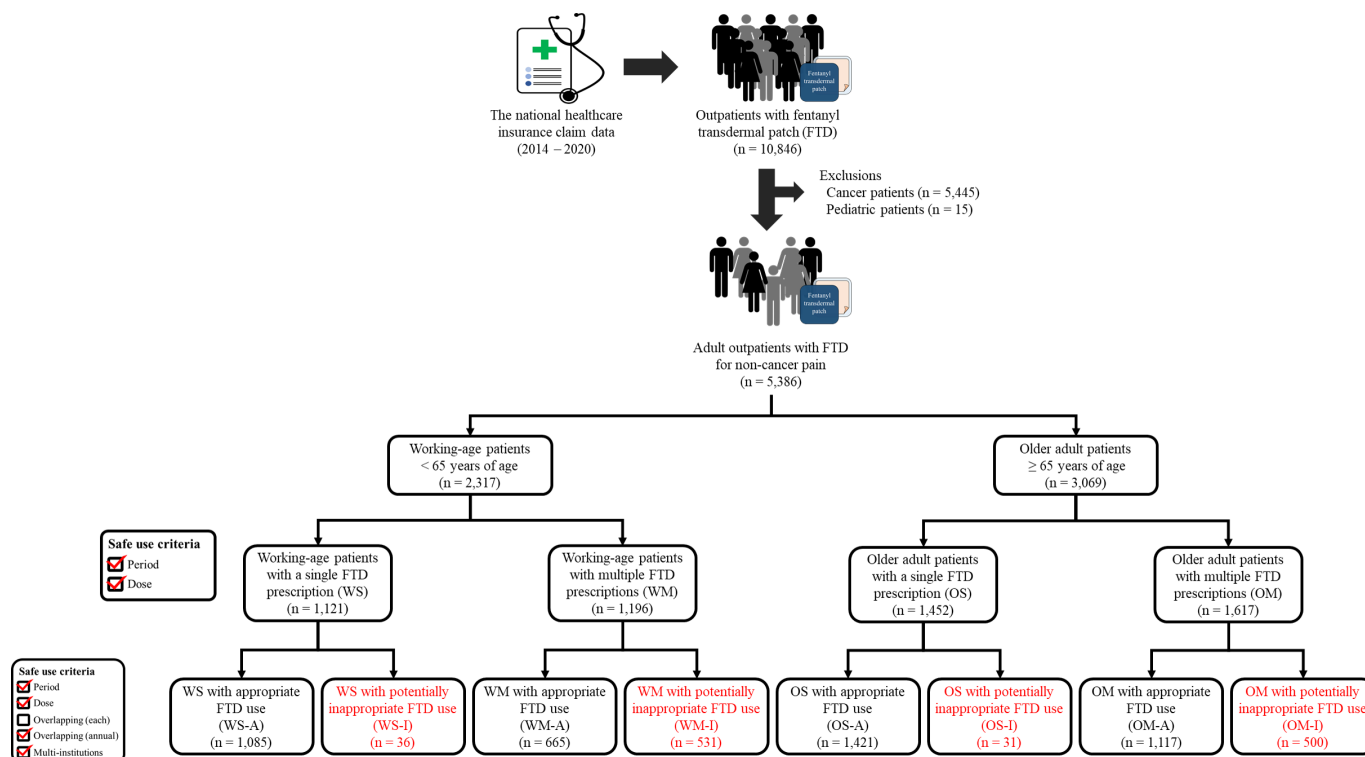 The national healthcare
insurance claim data
(2014 – 2020)
Fentanyl
transdermal
patch
Outpatients with fentanyl
transdermal patch (FTD)
(n = 10,846)
Exclusions
Cancer patients (n = 5,445)
Pediatric patients (n = 15)
Fentanyl
transdermal
patch
Adult outpatients with FTD
for non-cancer pain
(n = 5,386)
Working-age patients
< 65 years of age
(n = 2,317)
Older adult patients
≥ 65 years of age
(n = 3,069)
Safe use criteria
Period
Dose
Working-age patients
with a single FTD
prescription (WS)
(n = 1,121)
Working-age patients
with multiple FTD
prescriptions (WM)
(n = 1,196)
Older adult patients
with a single FTD
prescription (OS)
(n = 1,452)
Older adult patients
with multiple FTD
prescriptions (OM)
(n = 1,617)
Safe use criteria
Period
Dose
Overlapping (each)
Overlapping (annual)
Multi-institutions
WS with appropriate
FTD use
(WS-A)
(n = 1,085)
WS with potentially
inappropriate FTD use
(WS-I)
(n = 36)
WM with appropriate
FTD use
(WM-A)
(n = 665)
WM with potentially
inappropriate FTD use
(WM-I)
(n = 531)
OS with appropriate
FTD use
(OS-A)
(n = 1,421)
OS with potentially
inappropriate FTD use
(OS-I)
(n = 31)
OM with appropriate
FTD use
(OM-A)
(n = 1,117)
OM with potentially
inappropriate FTD use
(OM-I)
(n = 500)